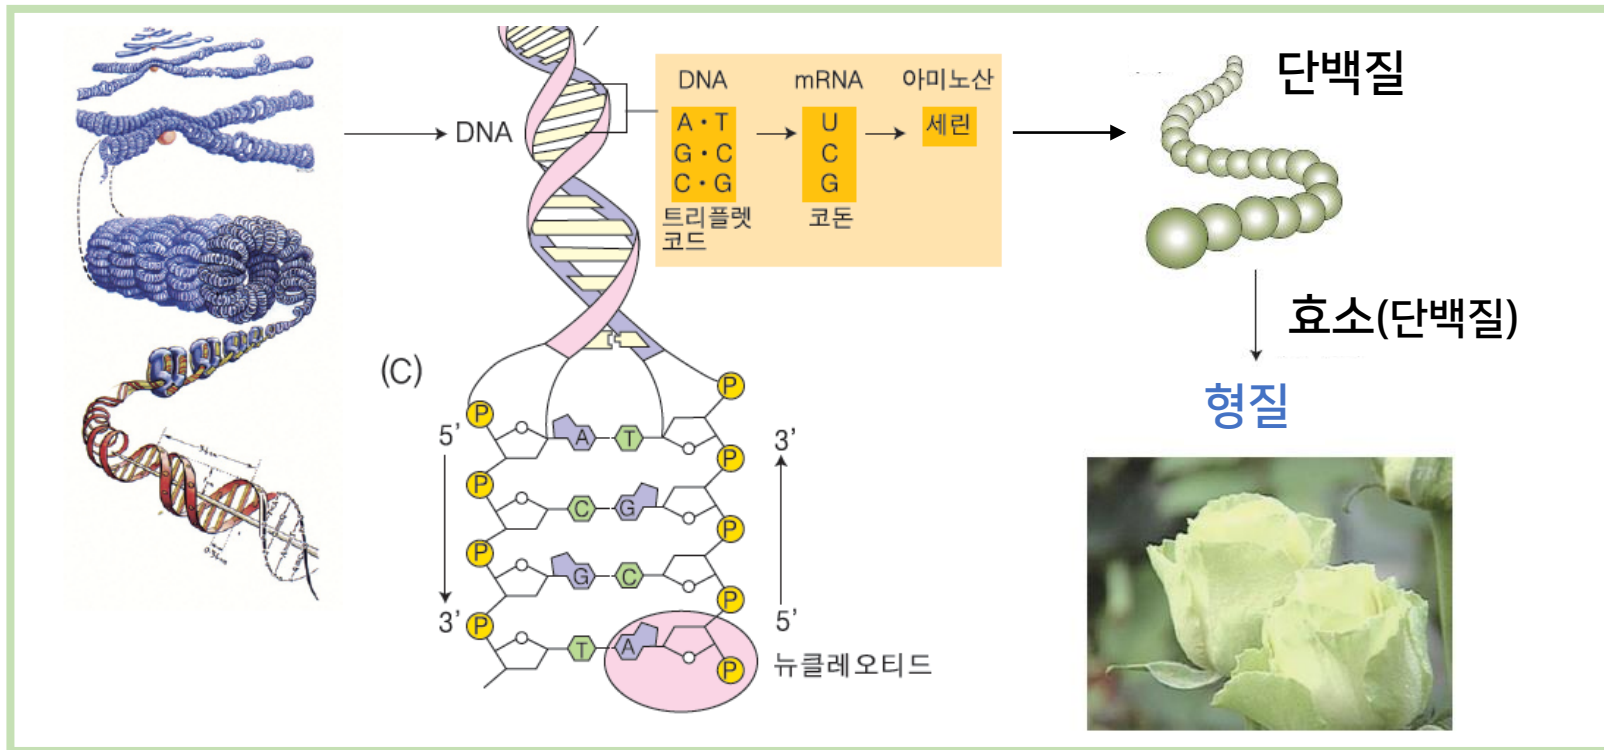 DNA
DNA mRNA 아미노산
A・T U 세린
G・C C
C・G G
트리플렛 코돈
코드
단백질
효소(단백질)
형질
(C)
P
P
5’ A T 3’
P
P
C G
P
P
G C
P
3’ 5’
P
T A
P
뉴클레오티드